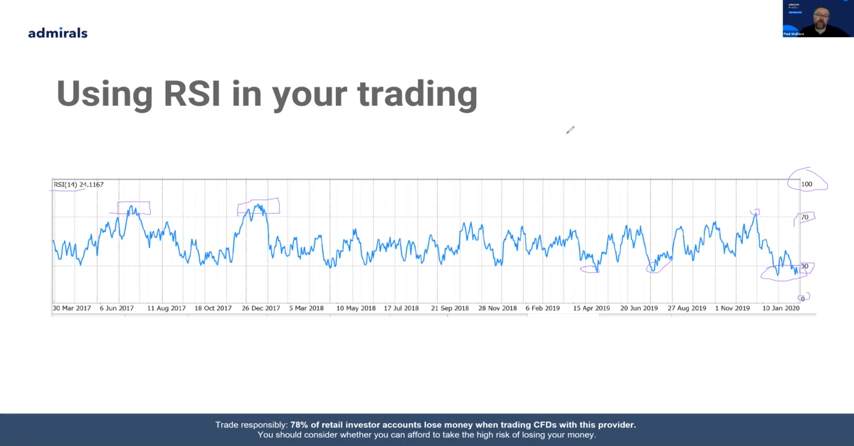 admirals
Paul Wallace
Using RSI in your trading
RSI(14) 24.1167
100
70
30
0
30 Mar 2017 6 Jun 2017 11 Aug 2017 18 Oct 2017 26 Dec 2017 5 Mar 2018 10 May 2018 17 Jul 2018 21 Sep 2018 28 Nov 2018 6 Feb 2019 15 Apr 2019 20 Jun 2019 27 Aug 2019 1 Nov 2019 10 Jan 2020
Trade responsibly: 78% of retail investor accounts lose money when trading CFDs with this provider.
You should consider whether you can afford to take the high risk of losing your money.